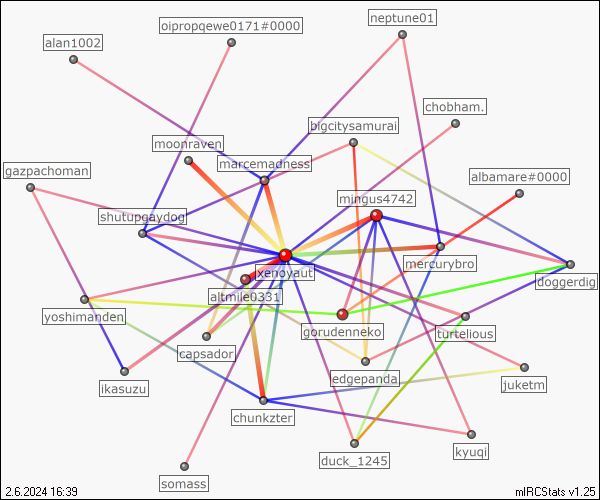 neptune01
oipropqewe0171#0000
alan1002
chobham.
bigcitysamurai
moonraven
marcemadness
gazpachoman
albamare#0000
mingus4742
shutupgaydog
mercurybro
xenoyaut
doggerdig
altmile0331
yoshimanden
gorudenneko
turtelious
capsador
edgepanda
ikasuzu
juketm
chunkzter
kyuqi
duck_1245
somass
2.6.2024 16:39
mIRCStats v1.25